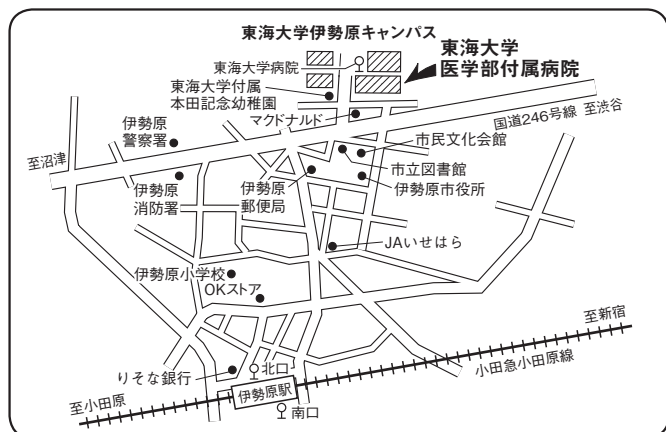 東海大学伊勢原キャンパス
東海大学病院
東海大学
医学部付属病院
東海大学付属
本田記念幼稚園
マクドナルド
国道246号線
至渋谷
伊勢原
警察署
市民文化会館
至沼津
市立図書館
伊勢原
消防署
伊勢原
郵便局
伊勢原市役所
JAいせはら
伊勢原小学校
OKストア
至新宿
りそな銀行
北口
小田急小田原線
至小田原
伊勢原駅
南口